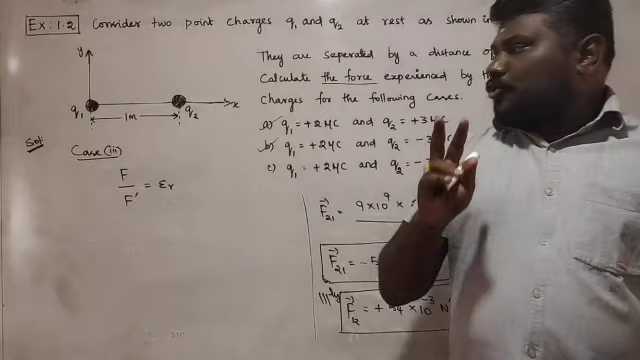 Ex: 1.2 Consider two point charges q₁ and q₂ at rest as shown in
They are seperated by a distance of
Calculate the force experienced by
Charges for the following Cases.
a) q₁ = +2μC and q₂ = +3μC
b) q₁ = +2μC and q₂ = -3
c) q₁ = +2μC and q₂ = -
y
x
q₁
q₂
1M
Sol:
Case (iii)
F/F' = εr
F₂₁ = 9×10⁹ ×
F₂₁ = -5
|||ly
F₁₂ = + 54 ×10⁻³ N